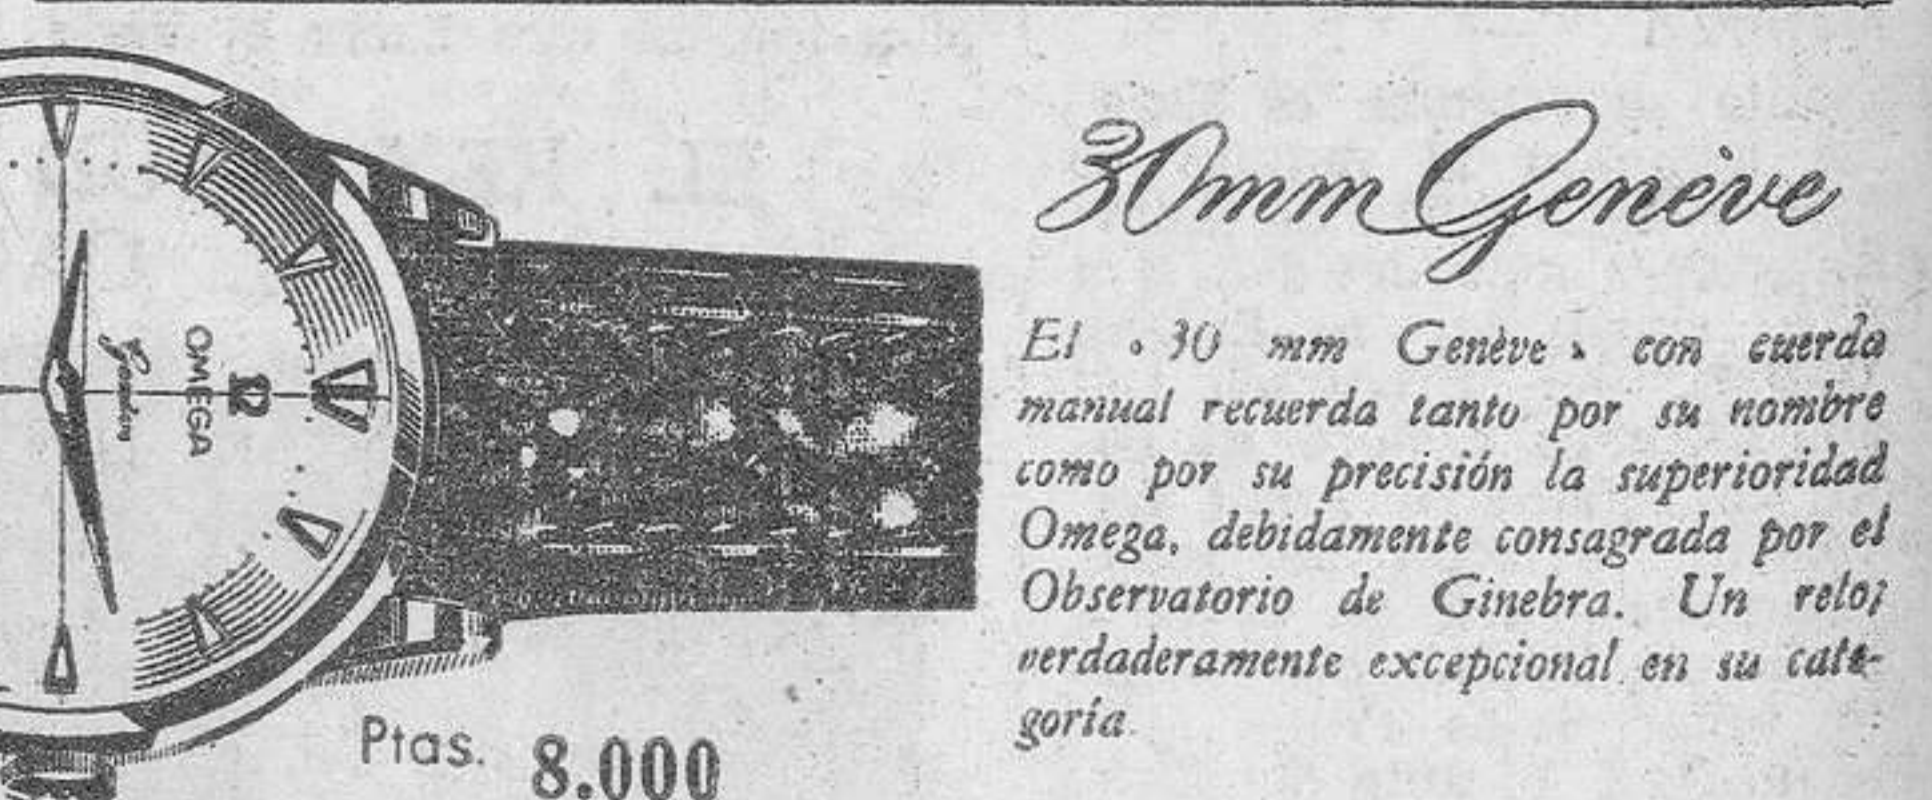 30mm Genève
El «30 mm Genève» con cuerda
manual recuerda tanto por su nombre
como por su precisión la superioridad
Omega, debidamente consagrada por el
Observatorio de Ginebra. Un reloj
verdaderamente excepcional en su cate-
goría.
Ω
OMEGA
Genève
Ptas. 8.000